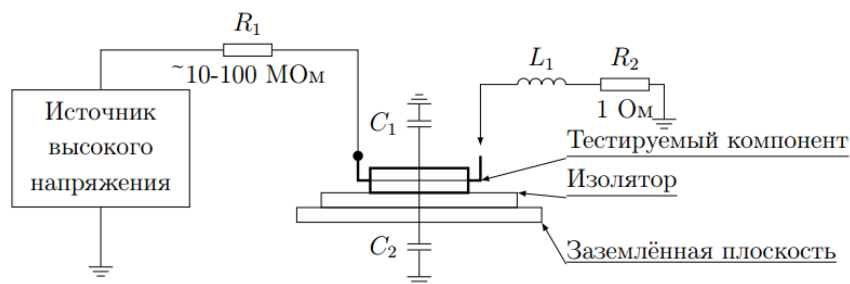 R₁
~10-100 МОм
Источник
высокого
напряжения
C₁
L₁
R₂
1 Ом
Тестируемый компонент
Изолятор
C₂
Заземлённая плоскость